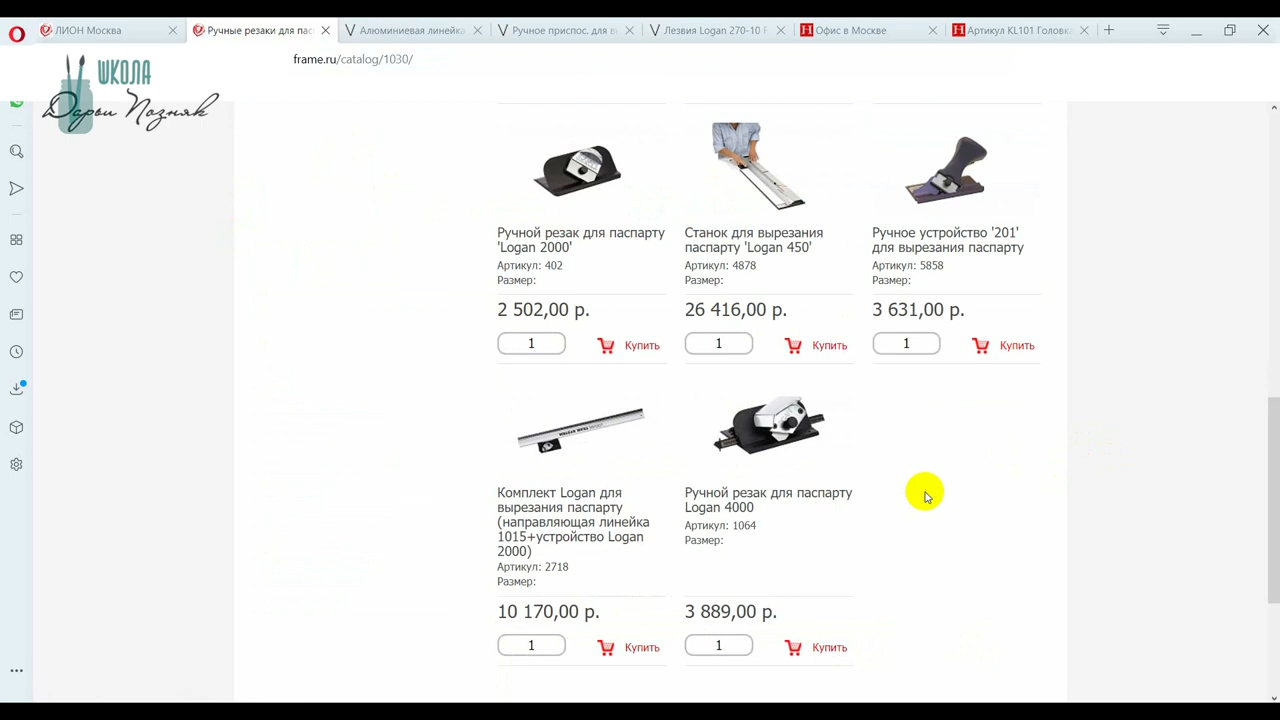 ЛИОН Москва
Ручные резаки для пас
Алюминиевая линейка
Ручное приспос. для в
Лезвия Logan 270-10
Офис в Москве
Артикул KL101 Головка
frame.ru/catalog/1030/
ШКОЛА
Дарьи Позняк
Ручной резак для паспарту
'Logan 2000'
Артикул: 402
Размер:
2 502,00 р.
1
Купить
Станок для вырезания
паспарту 'Logan 450'
Артикул: 4878
Размер:
26 416,00 р.
1
Купить
Ручное устройство '201'
для вырезания паспарту
Артикул: 5858
Размер:
3 631,00 р.
1
Купить
Комплект Logan для
вырезания паспарту
(направляющая линейка
1015+устройство Logan
2000)
Артикул: 2718
Размер:
10 170,00 р.
1
Купить
Ручной резак для паспарту
Logan 4000
Артикул: 1064
Размер:
3 889,00 р.
1
Купить